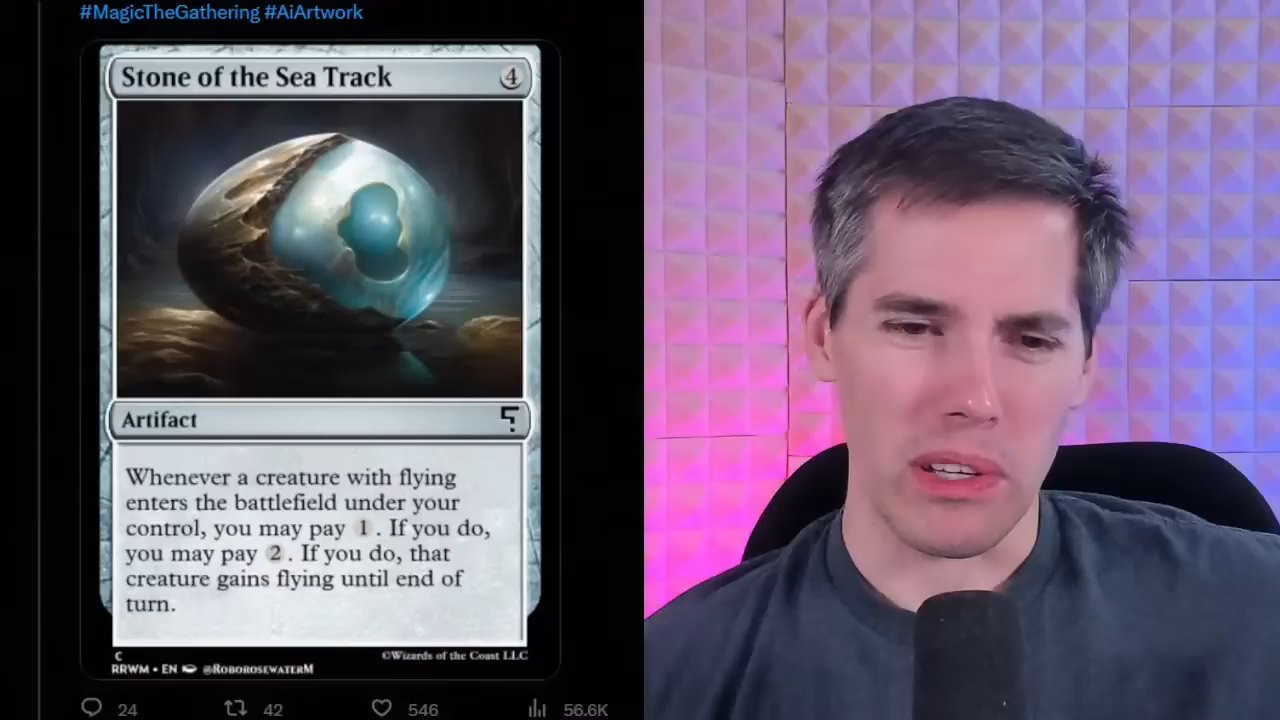 #MagicTheGathering #AiArtwork
Stone of the Sea Track 4
Artifact
Whenever a creature with flying
enters the battlefield under your
control, you may pay 1. If you do,
you may pay 2. If you do, that
creature gains flying until end of
turn.
C
RRWM • EN @ROBOROSEWATERM
©Wizards of the Coast LLC
24 42 546 56.6K